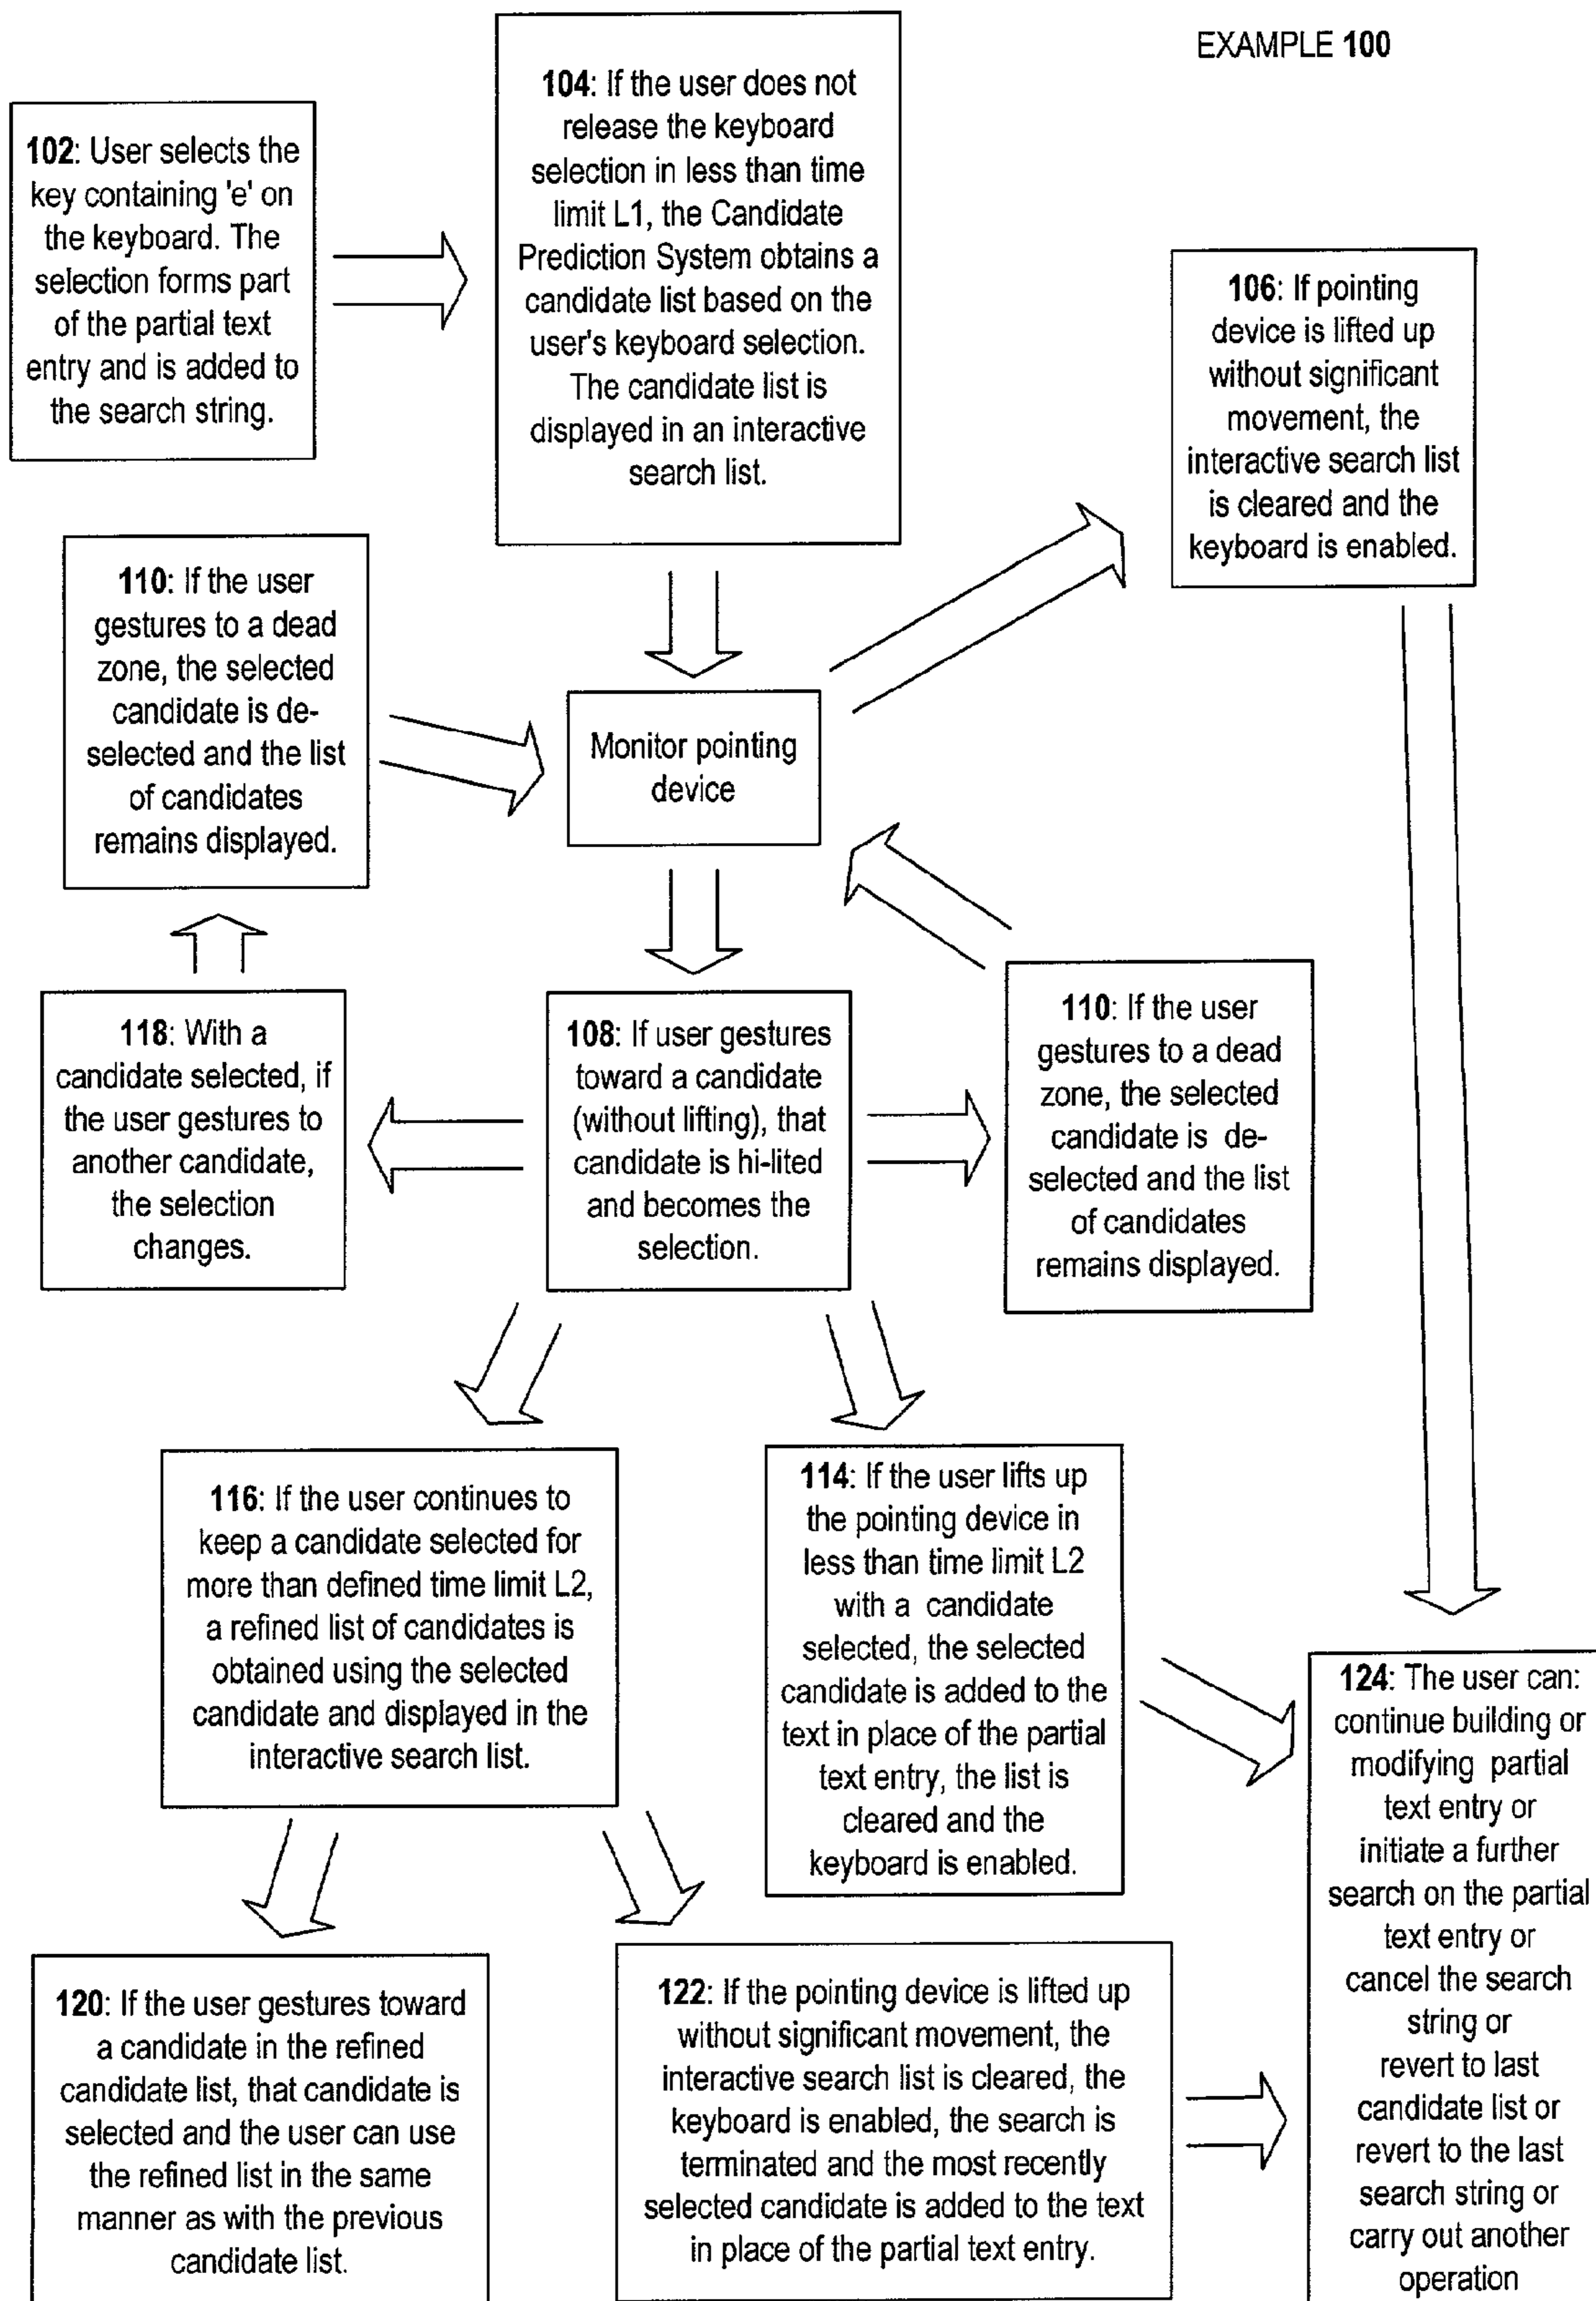 EXAMPLE 100
102: User selects the
key containing 'e' on
the keyboard. The
selection forms part
of the partial text
entry and is added to
the search string.
104: If the user does not
release the keyboard
selection in less than time
limit L1, the Candidate
Prediction System obtains a
candidate list based on the
user's keyboard selection.
The candidate list is
displayed in an interactive
search list.
106: If pointing
device is lifted up
without significant
movement, the
interactive search list
is cleared and the
keyboard is enabled.
110: If the user
gestures to a dead
zone, the selected
candidate is de-
selected and the list
of candidates
remains displayed.
Monitor pointing
device
118: With a
candidate selected, if
the user gestures to
another candidate,
the selection
changes.
108: If user gestures
toward a candidate
(without lifting), that
candidate is hi-lited
and becomes the
selection.
110: If the user
gestures to a dead
zone, the selected
candidate is de-
selected and the list
of candidates
remains displayed.
116: If the user continues to
keep a candidate selected for
more than defined time limit L2,
a refined list of candidates is
obtained using the selected
candidate and displayed in the
interactive search list.
114: If the user lifts up
the pointing device in
less than time limit L2
with a candidate
selected, the selected
candidate is added to the
text in place of the partial
text entry, the list is
cleared and the
keyboard is enabled.
124: The user can:
continue building or
modifying partial
text entry or
initiate a further
search on the partial
text entry or
cancel the search
string or
revert to last
candidate list or
revert to the last
search string or
carry out another
operation
120: If the user gestures toward
a candidate in the refined
candidate list, that candidate is
selected and the user can use
the refined list in the same
manner as with the previous
candidate list.
122: If the pointing device is lifted up
without significant movement, the
interactive search list is cleared, the
keyboard is enabled, the search is
terminated and the most recently
selected candidate is added to the text
in place of the partial text entry.